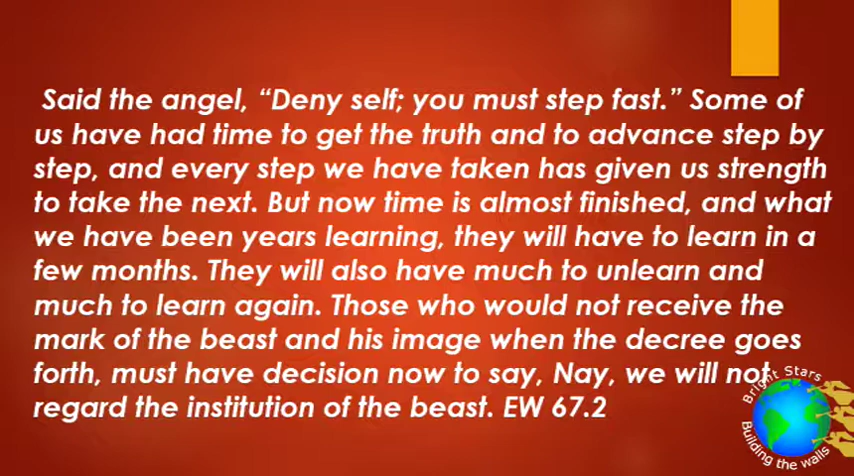 Said the angel, “Deny self; you must step fast.” Some of
us have had time to get the truth and to advance step by
step, and every step we have taken has given us strength
to take the next. But now time is almost finished, and what
we have been years learning, they will have to learn in a
few months. They will also have much to unlearn and
much to learn again. Those who would not receive the
mark of the beast and his image when the decree goes
forth, must have decision now to say, Nay, we will not
regard the institution of the beast. EW 67.2
Bright Stars
Building the walls